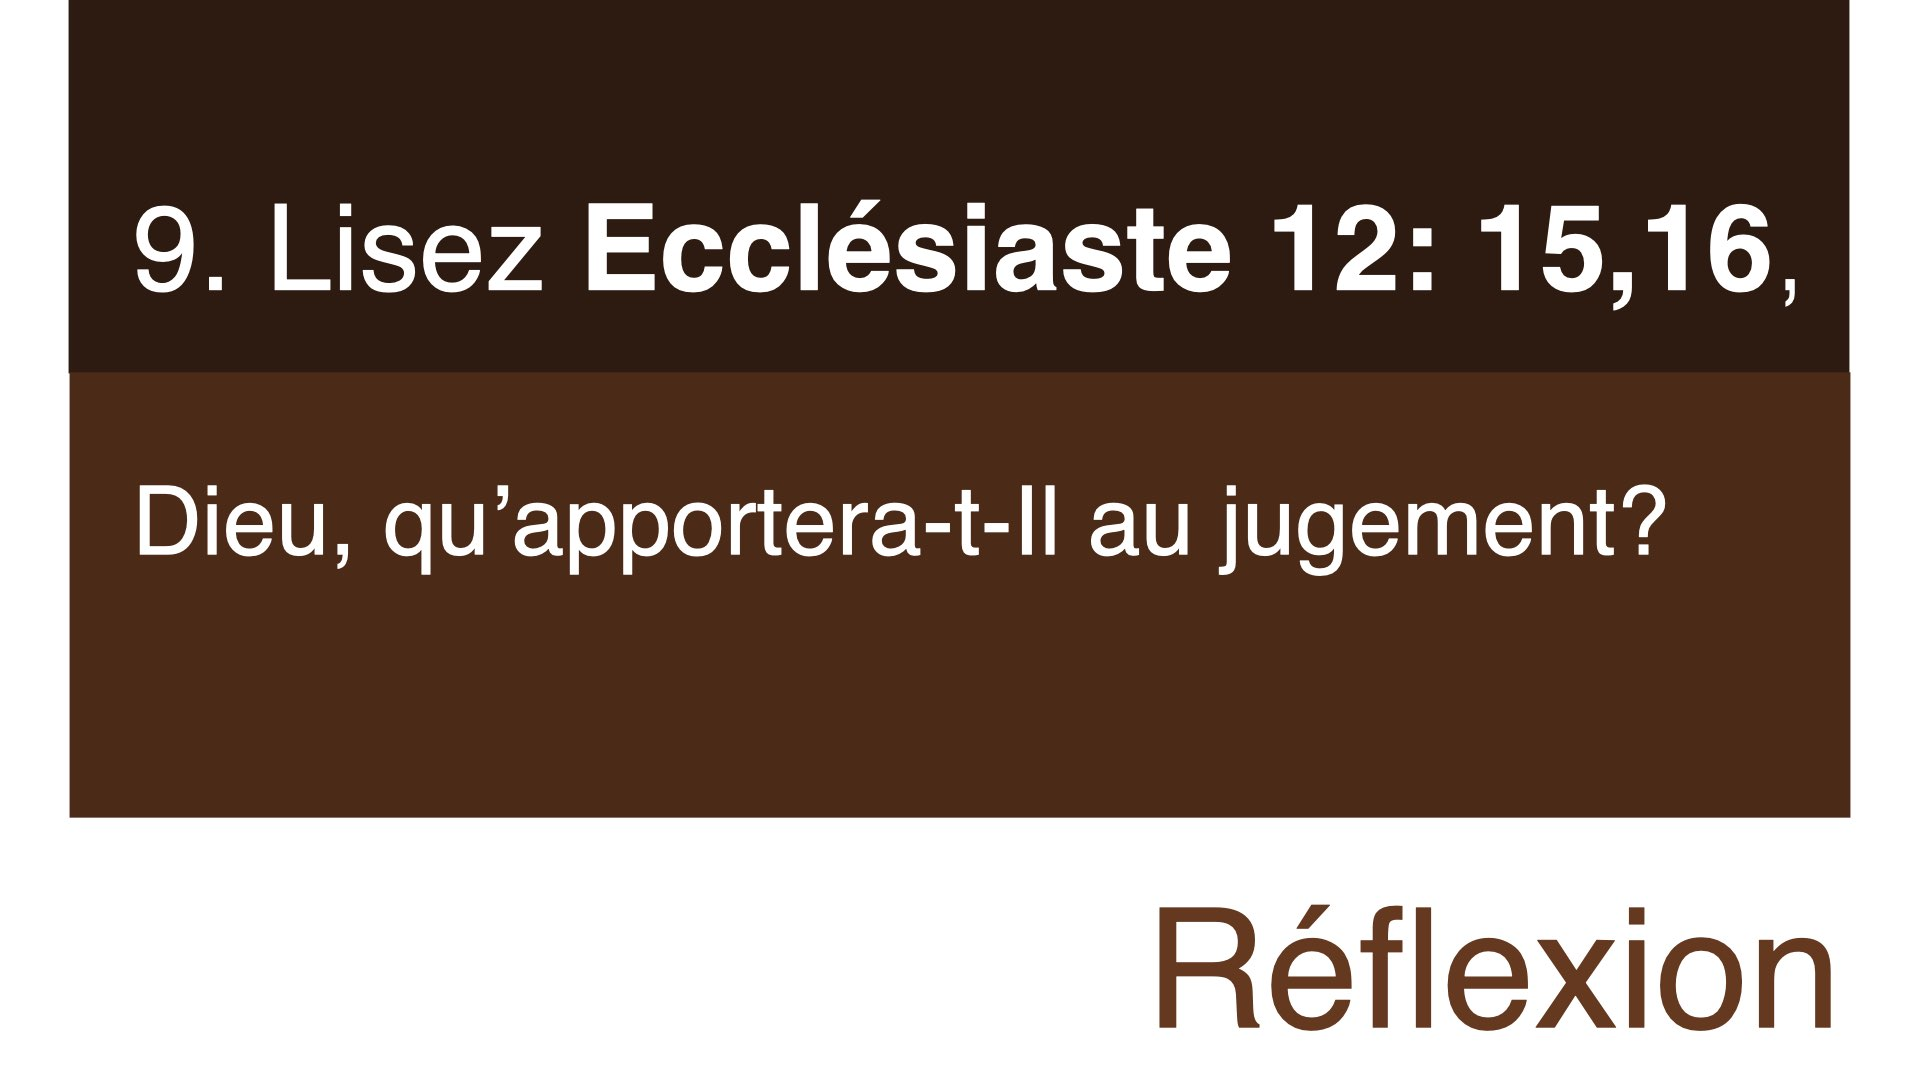 9. Lisez Ecclésiaste 12: 15,16,
Dieu, qu’apportera-t-Il au jugement?
Réflexion